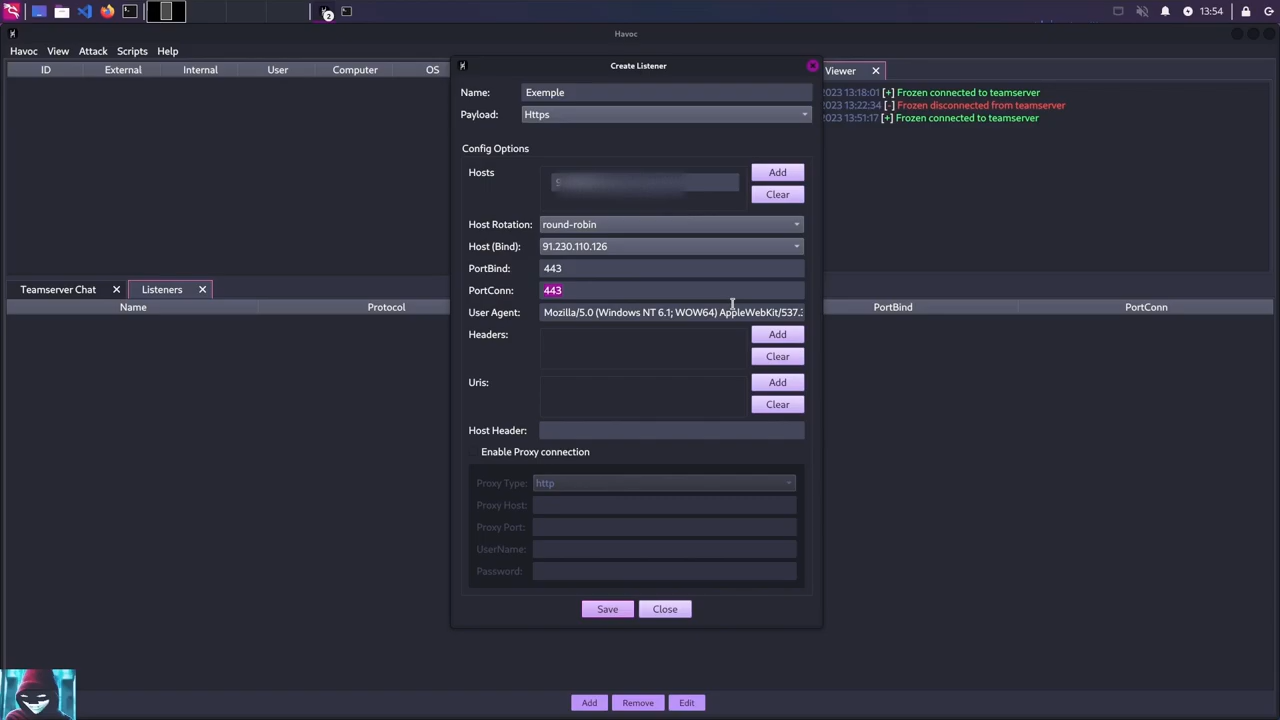 2
13:54
Havoc
Havoc View Attack Scripts Help
ID External Internal User Computer OS
Create Listener
Viewer
Name: Exemple
Payload: Https
2023 13:18:01 [+] Frozen connected to teamserver
2023 13:22:34 [-] Frozen disconnected from teamserver
2023 13:51:17 [+] Frozen connected to teamserver
Config Options
Hosts
Add
Clear
Host Rotation: round-robin
Host (Bind): 91.230.110.126
PortBind: 443
PortConn: 443
User Agent: Mozilla/5.0 (Windows NT 6.1; WOW64) AppleWebKit/537.
Headers: Add
Clear
Uris: Add
Clear
Host Header:
Enable Proxy connection
Proxy Type: http
Proxy Host:
Proxy Port:
UserName:
Password:
Save Close
Teamserver Chat Listeners
Name Protocol PortBind PortConn
Add Remove Edit